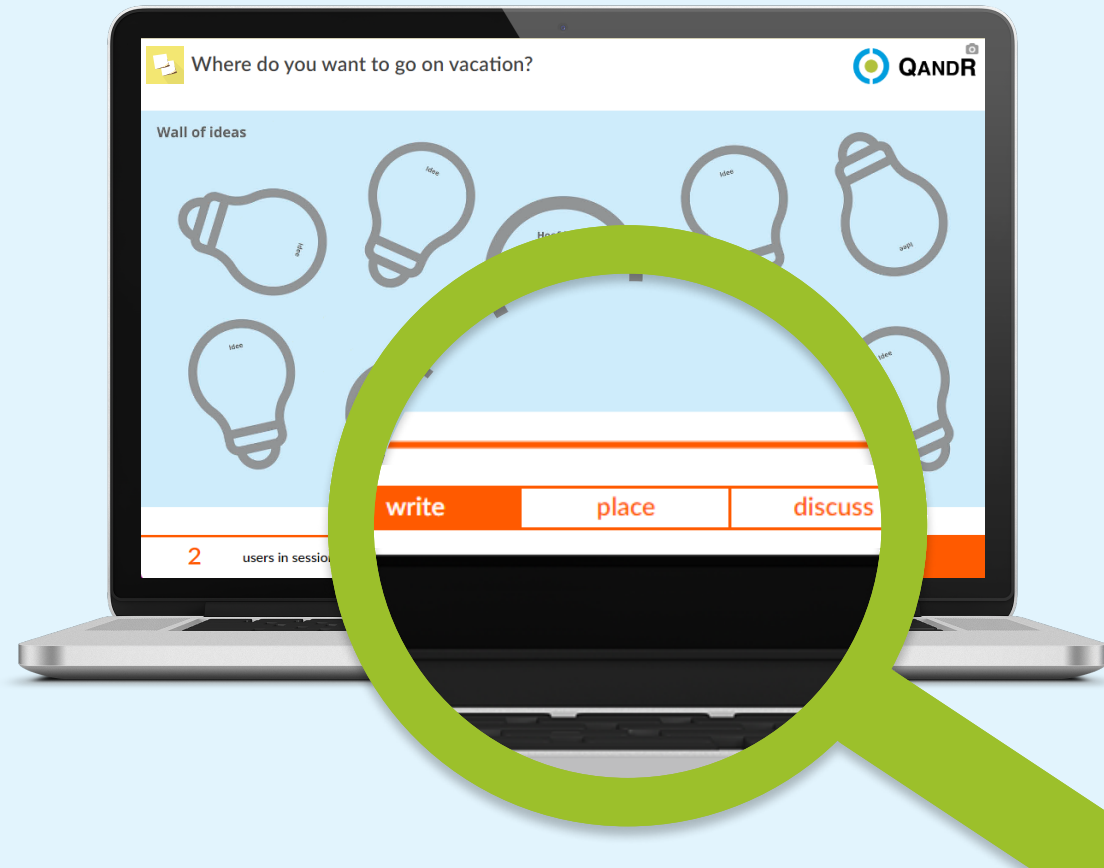 Where do you want to go on vacation?
QANDR
Wall of ideas
Idee
Idee
Idee
Idee
Idee
Idee
Idee
write
place
discuss
2
users in session